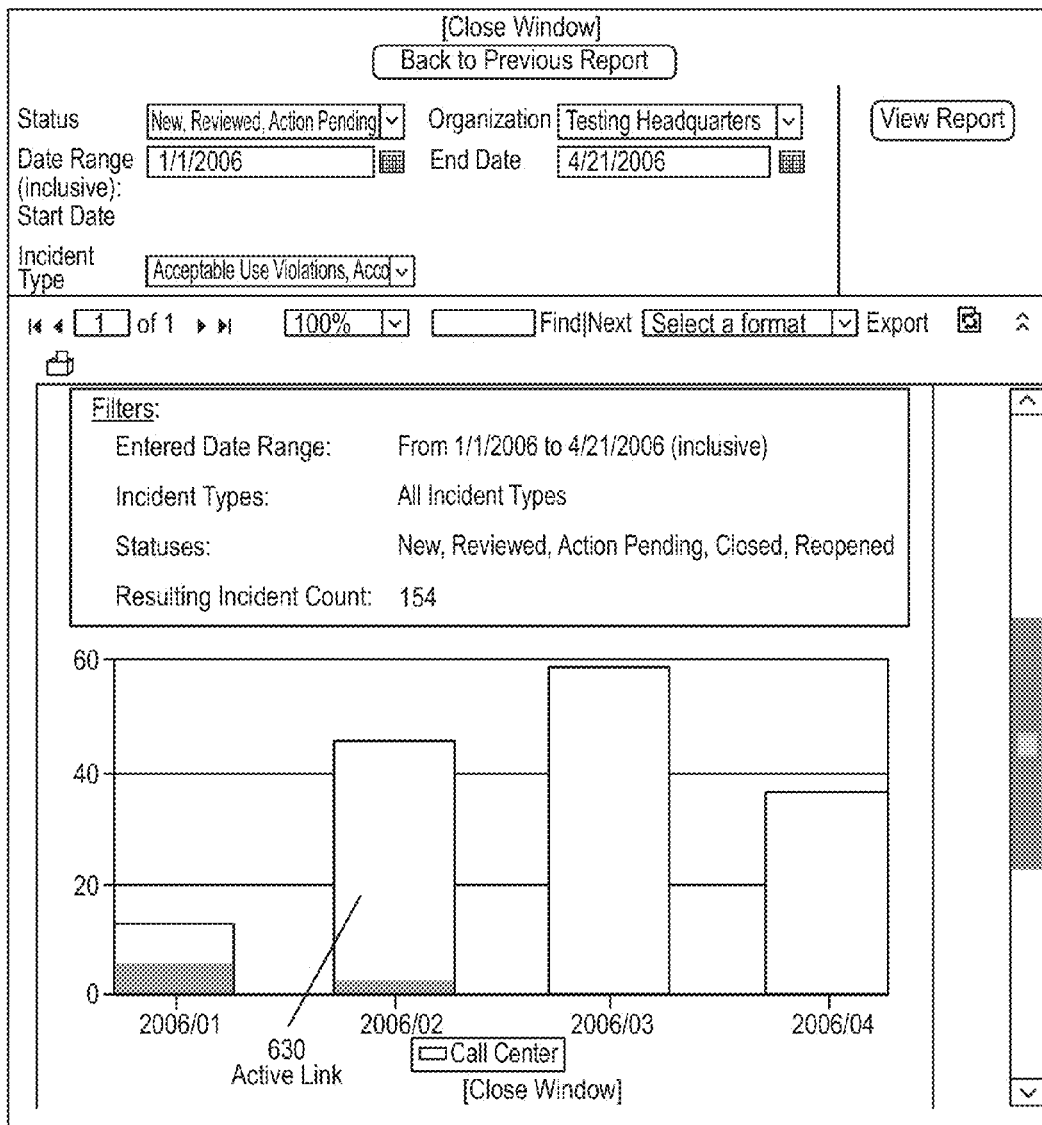 [Close Window]
Back to Previous Report
Status New, Reviewed, Action Pending Organization Testing Headquarters View Report
Date Range 1/1/2006 End Date 4/21/2006
(inclusive):
Start Date
Incident
Type Acceptable Use Violations, Acco
1 of 1 100% Find|Next Select a format Export
Filters:
Entered Date Range: From 1/1/2006 to 4/21/2006 (inclusive)
Incident Types: All Incident Types
Statuses: New, Reviewed, Action Pending, Closed, Reopened
Resulting Incident Count: 154
60
40
20
0
2006/01 2006/02 2006/03 2006/04
630
Active Link
Call Center
[Close Window]